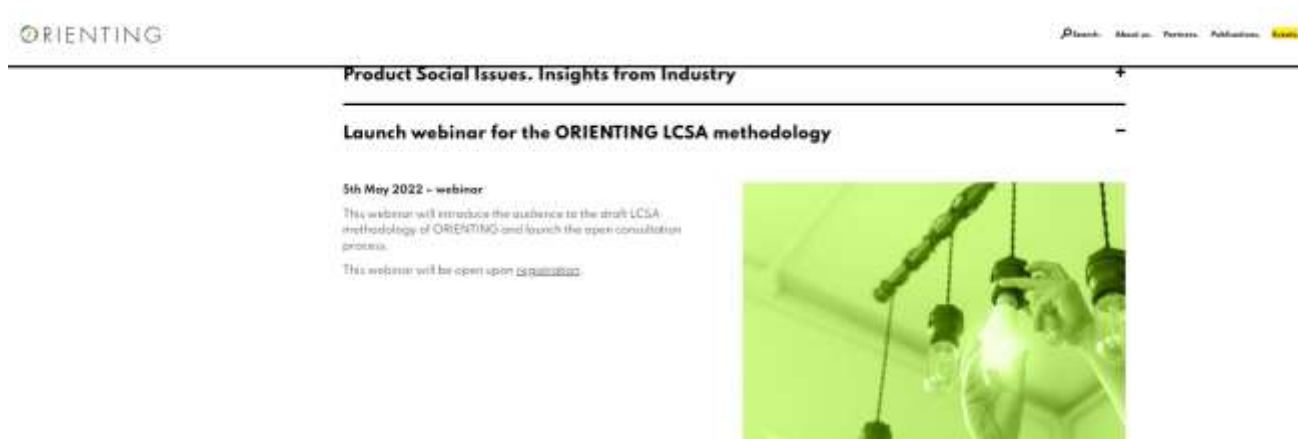 ORIENTING
Search About us Partners Publications Events
Product Social Issues. Insights from Industry +
Launch webinar for the ORIENTING LCSA methodology –
5th May 2022 – webinar
This webinar will introduce the audience to the draft LCSA
methodology of ORIENTING and launch the open consultation
process.
This webinar will be open upon registration.